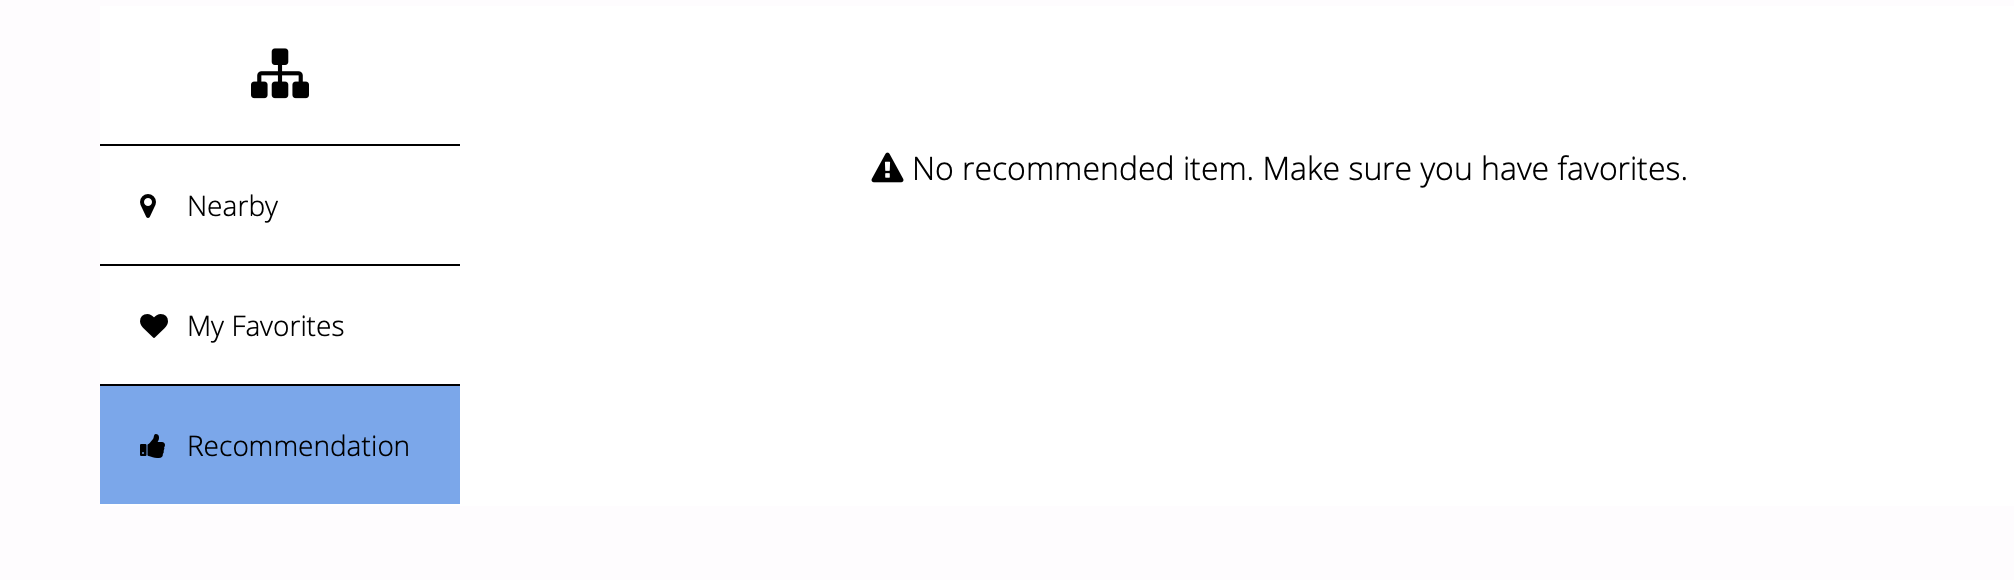 Nearby
My Favorites
Recommendation
No recommended item. Make sure you have favorites.